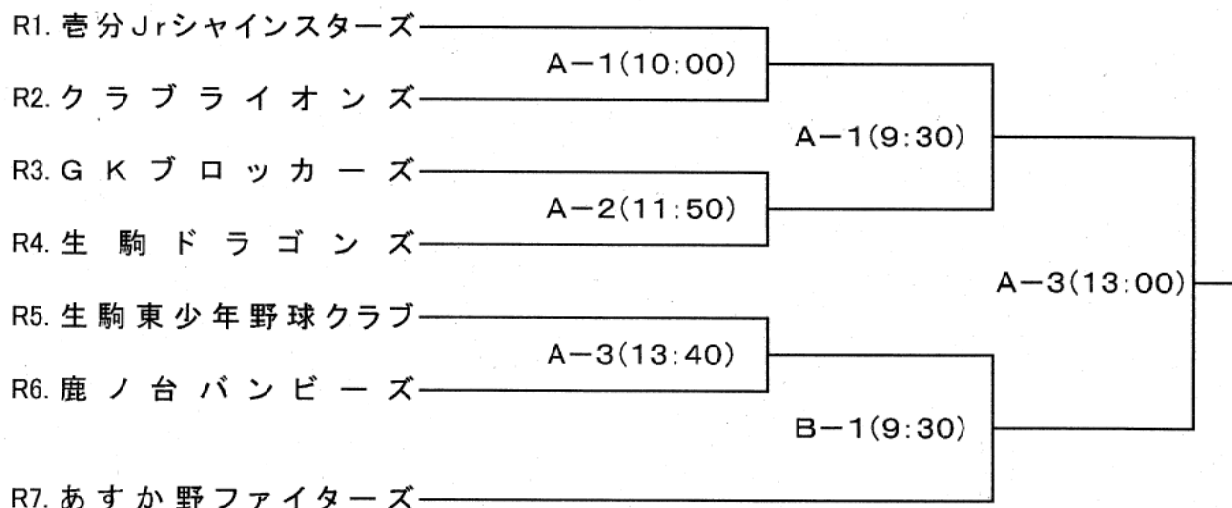 R1. 壱分Jrシャインスターズ
A-1(10:00)
R2. クラブライオンズ
A-1(9:30)
R3. GKブロッカーズ
A-2(11:50)
R4. 生駒ドラゴンズ
A-3(13:00)
R5. 生駒東少年野球クラブ
A-3(13:40)
R6. 鹿ノ台バンビーズ
B-1(9:30)
R7. あすか野ファイターズ